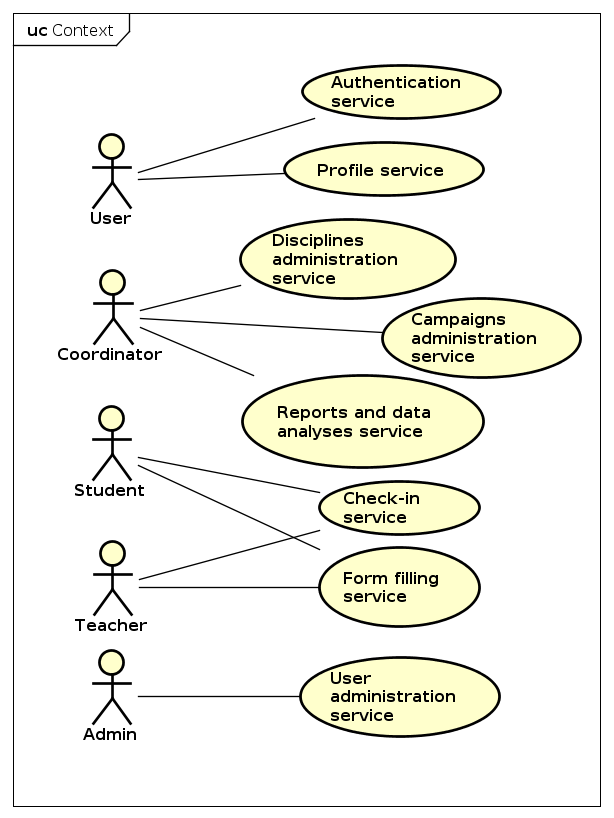 uc Context
Authentication
service
Profile service
User
Disciplines
administration
service
Campaigns
administration
service
Coordinator
Reports and data
analyses service
Student
Check-in
service
Form filling
service
Teacher
User
administration
service
Admin